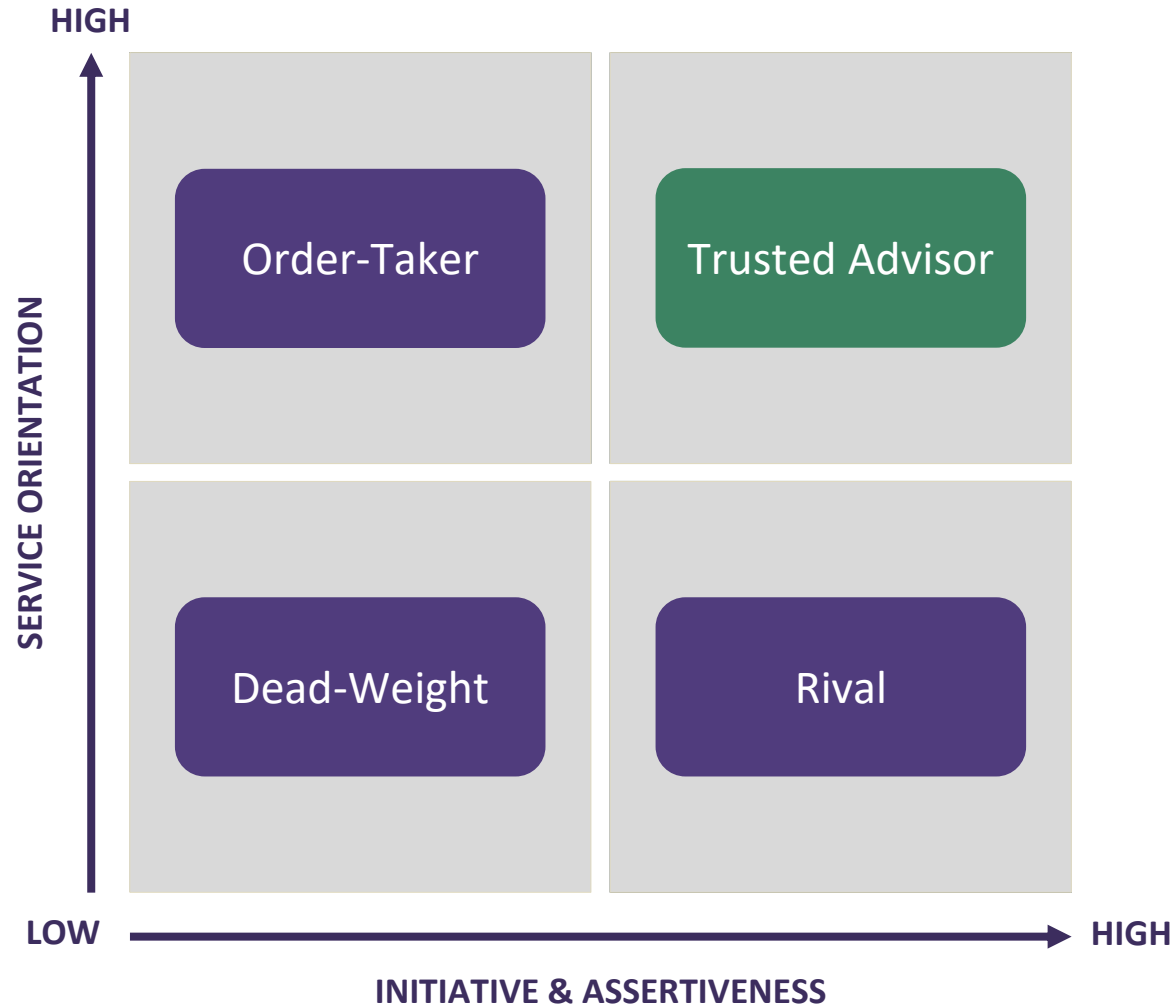 HIGH
Order-Taker
Trusted Advisor
SERVICE ORIENTATION
Dead-Weight
Rival
LOW
HIGH
INITIATIVE & ASSERTIVENESS